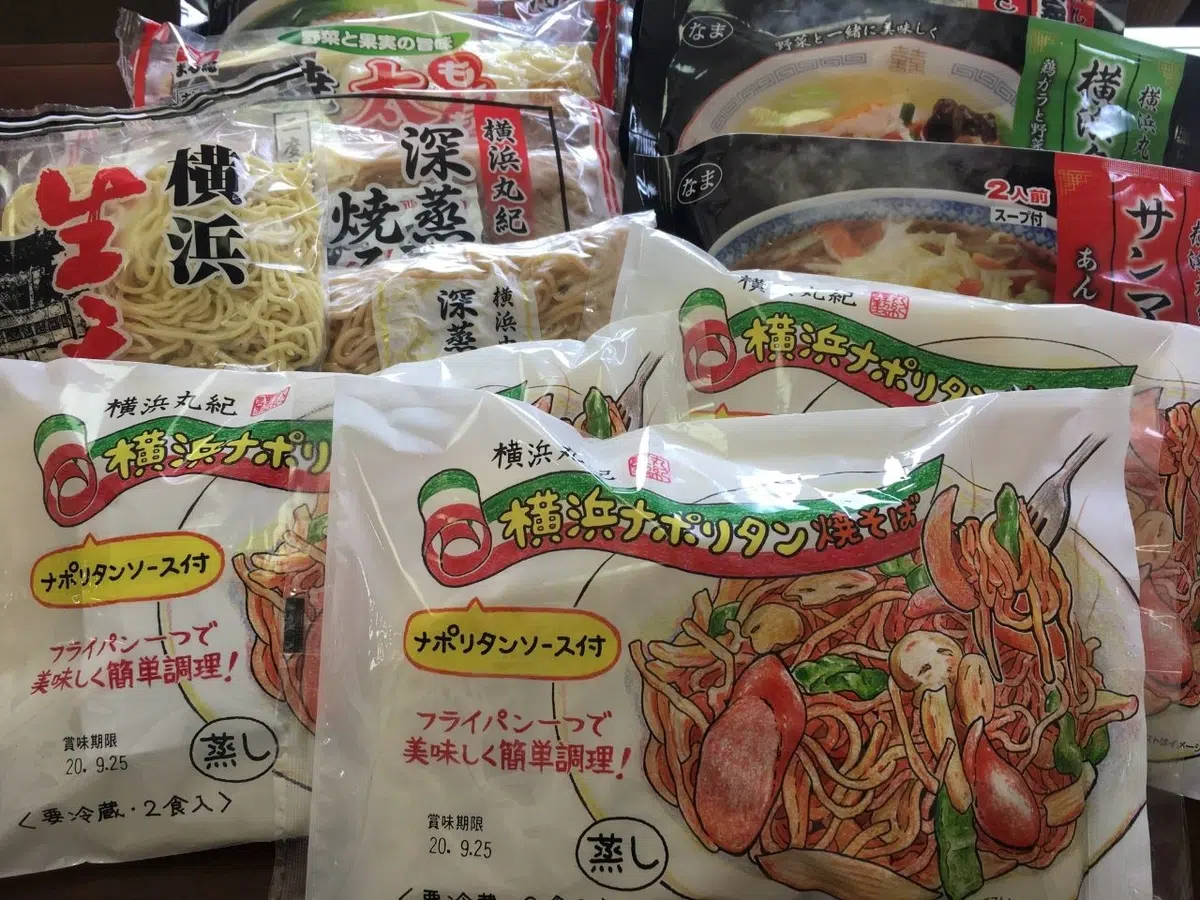 野菜と果実の旨味
太
も
横浜
生
横浜丸紀
深蒸
焼
横浜
深蒸
なま
野菜と一緒に美味しく
横浜丸
横浜
鶏ガラと野菜
なま
2人前
スープ付
サンマ
あん
横浜丸紀
横浜ナポリタン
横浜丸紀
横浜ナポリ
ナポリタンソース付
フライパン一つで
美味しく簡単調理!
賞味期限
20. 9.25
蒸し
<要冷蔵・2食入>
横浜丸紀
横浜ナポリタン焼そば
ナポリタンソース付
フライパン一つで
美味しく簡単調理!
賞味期限
20. 9.25
蒸し